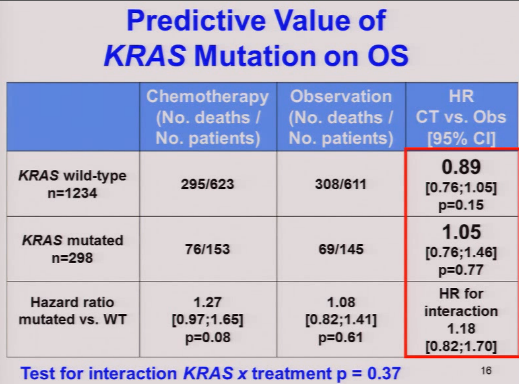 Predictive Value of
KRAS Mutation on OS
Chemotherapy
(No. deaths /
No. patients)
Observation
(No. deaths /
No. patients)
HR
CT vs. Obs
[95% CI]
KRAS wild-type
n=1234
295/623
308/611
0.89
[0.76;1.05]
p=0.15
KRAS mutated
n=298
76/153
69/145
1.05
[0.76;1.46]
p=0.77
Hazard ratio
mutated vs. WT
1.27
[0.97;1.65]
p=0.08
1.08
[0.82;1.41]
p=0.61
HR for
interaction
1.18
[0.82;1.70]
Test for interaction KRAS x treatment p = 0.37
16